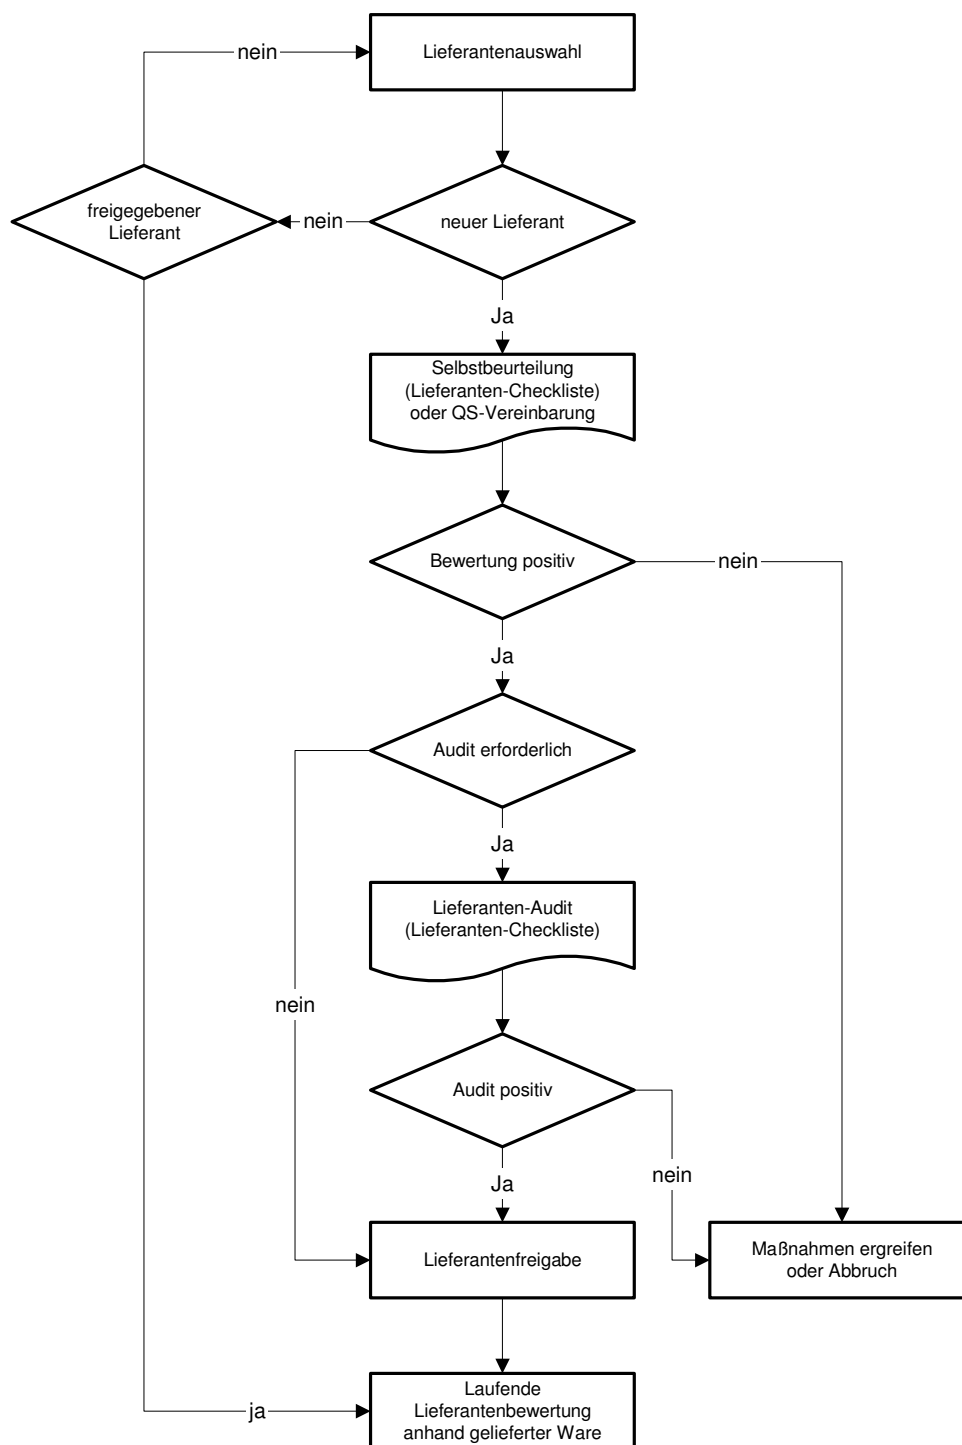 nein
Lieferantenauswahl
freigegebener
Lieferant
nein
neuer Lieferant
Ja
Selbstbeurteilung
(Lieferanten-Checkliste)
oder QS-Vereinbarung
Bewertung positiv
nein
Ja
Audit erforderlich
Ja
Lieferanten-Audit
(Lieferanten-Checkliste)
nein
Audit positiv
nein
Ja
Lieferantenfreigabe
Maßnahmen ergreifen
oder Abbruch
ja
Laufende
Lieferantenbewertung
anhand gelieferter Ware